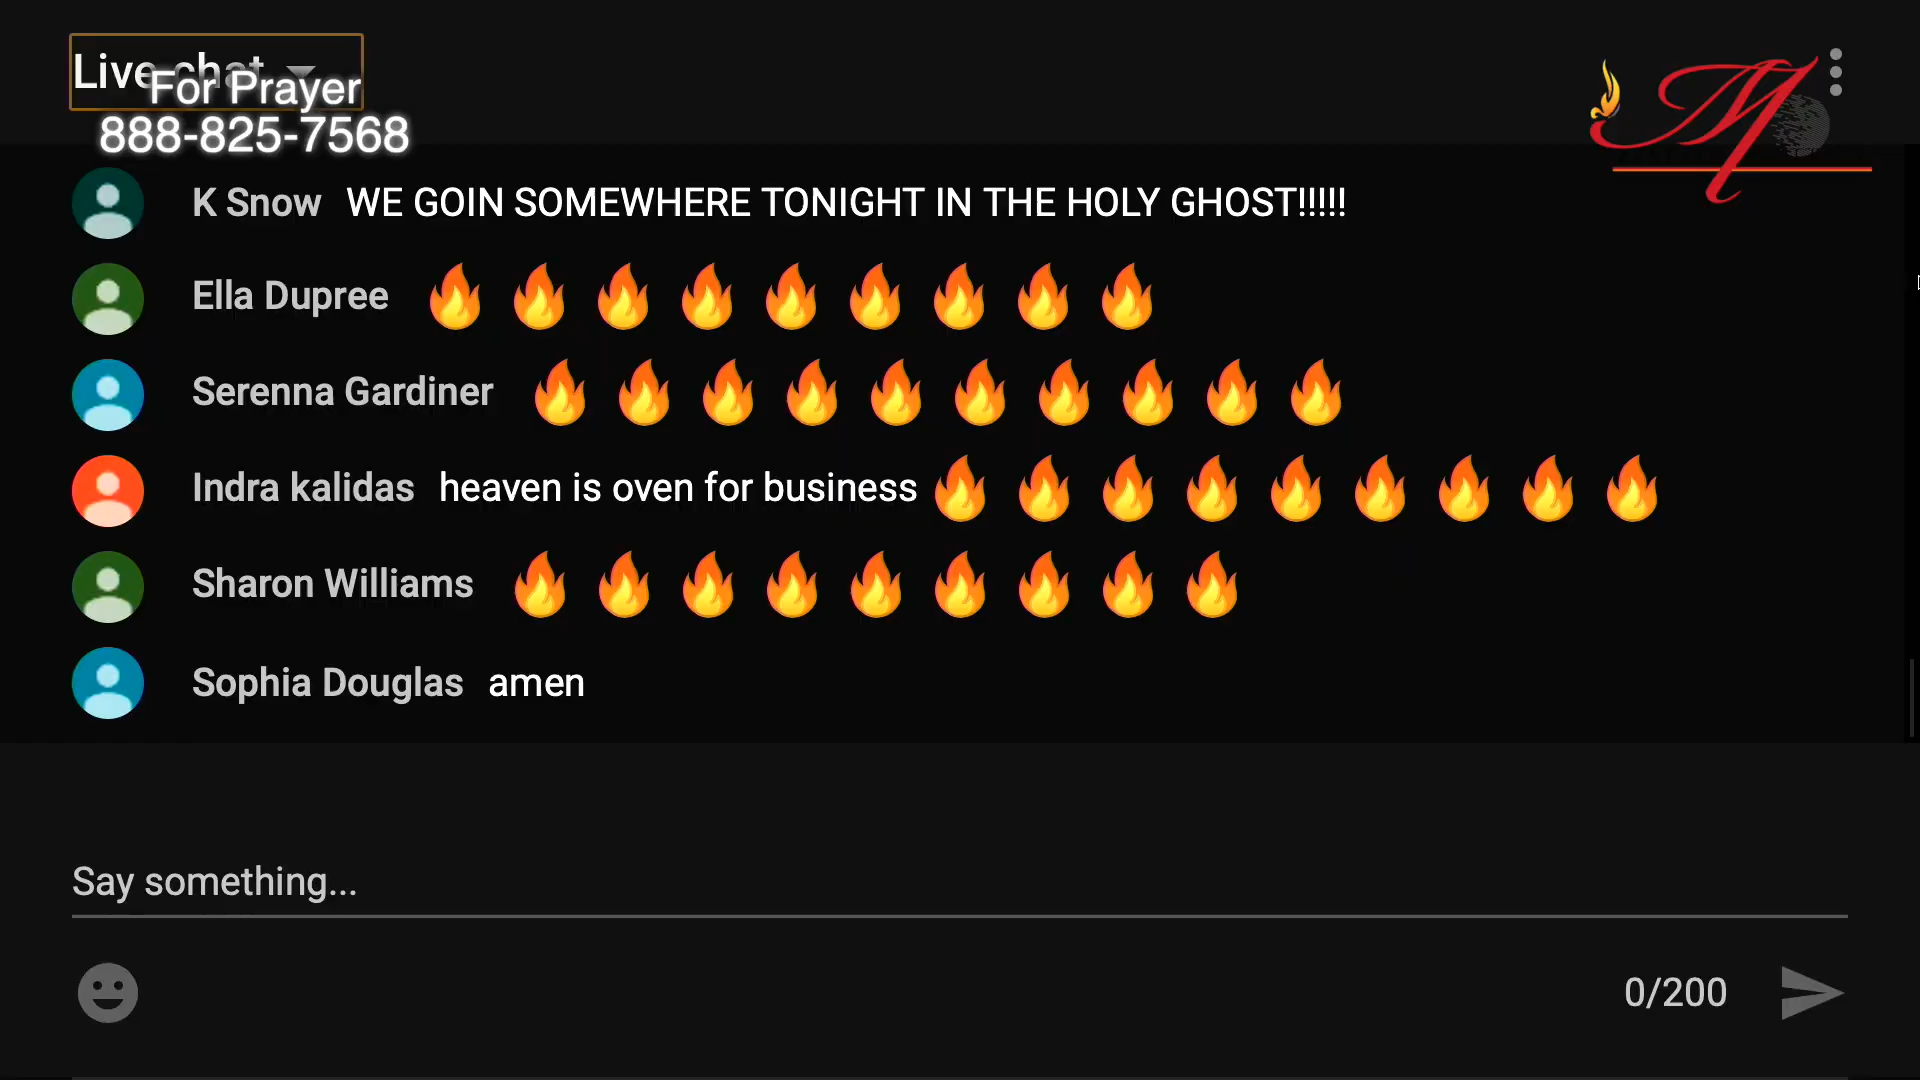 Live chat
For Prayer
888-825-7568
K Snow WE GOIN SOMEWHERE TONIGHT IN THE HOLY GHOST!!!!!
Ella Dupree 🔥🔥🔥🔥🔥🔥🔥🔥🔥
Serenna Gardiner 🔥🔥🔥🔥🔥🔥🔥🔥🔥🔥
Indra kalidas heaven is oven for business 🔥🔥🔥🔥🔥🔥🔥🔥🔥
Sharon Williams 🔥🔥🔥🔥🔥🔥🔥🔥🔥
Sophia Douglas amen
Say something...
0/200